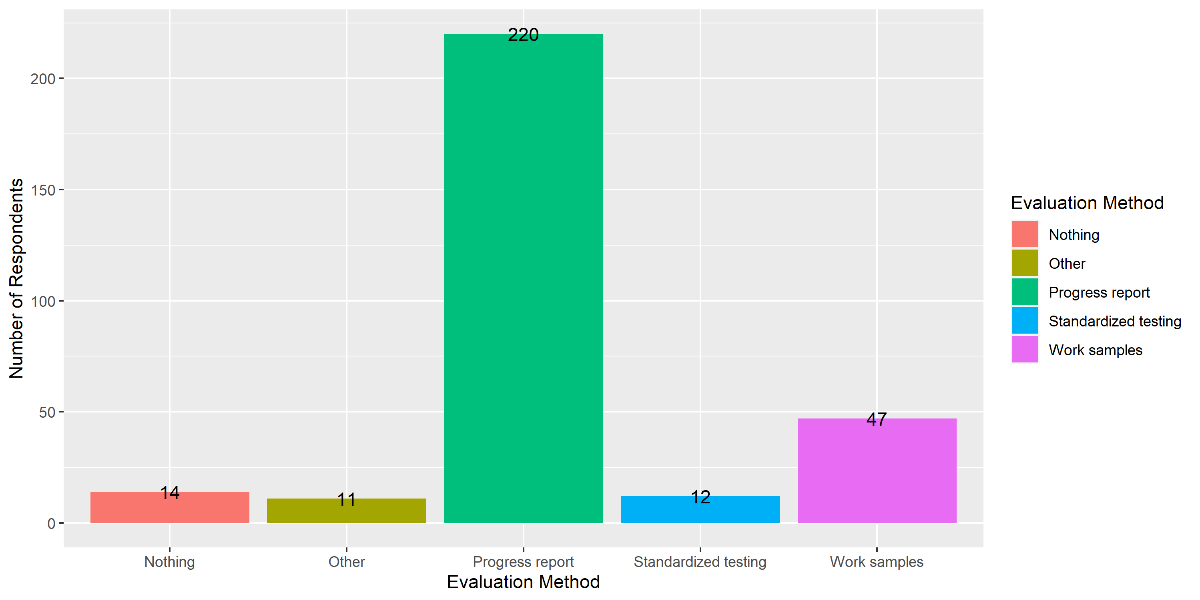 220
200
150
Number of Respondents
100
50
47
14
11
12
0
Nothing
Other
Progress report
Standardized testing
Work samples
Evaluation Method
Evaluation Method
Nothing
Other
Progress report
Standardized testing
Work samples